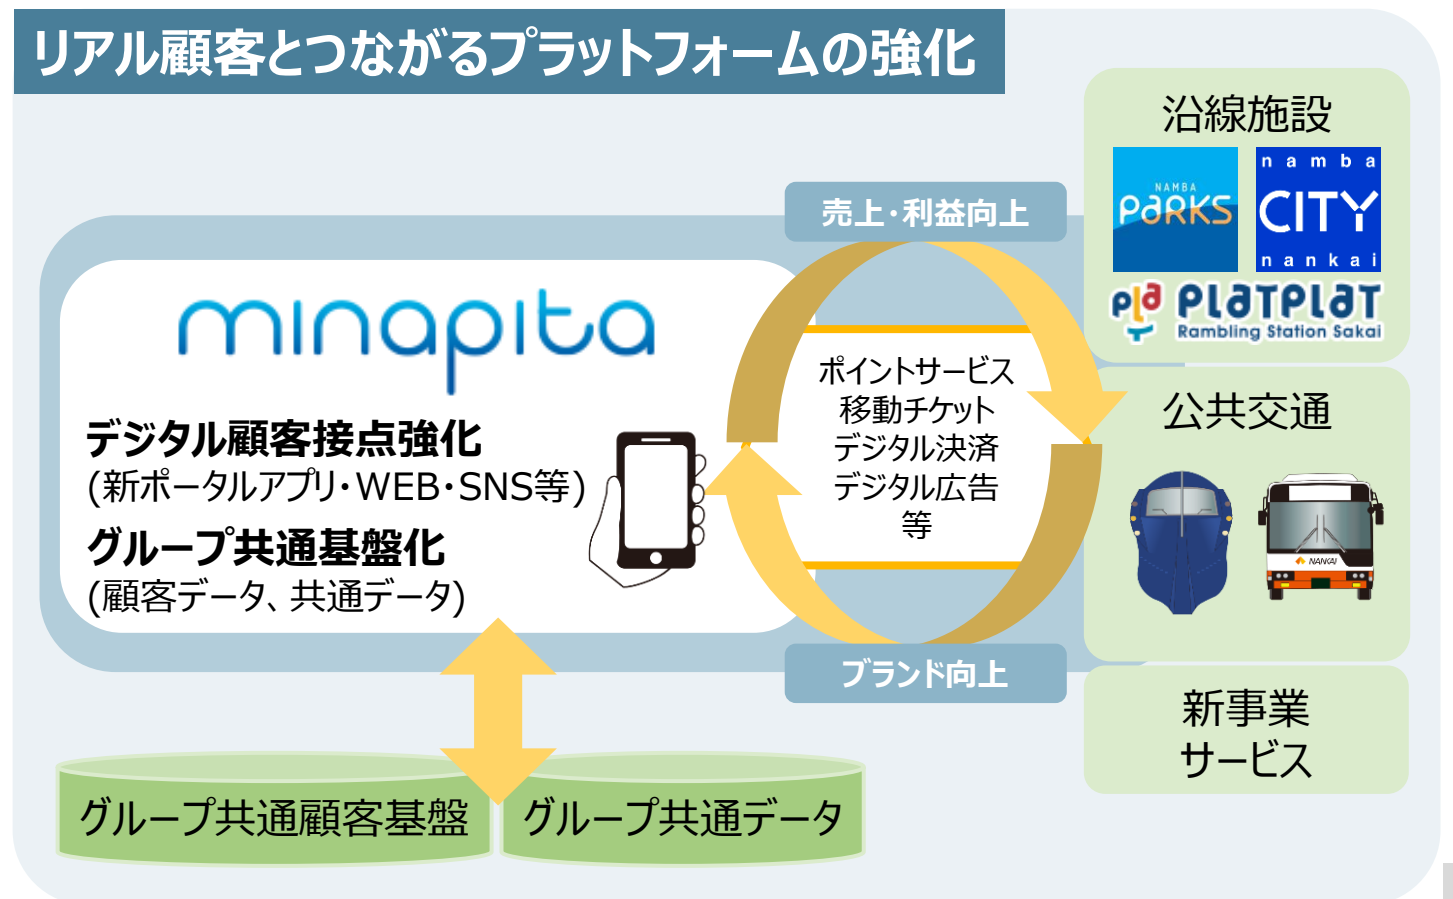 リアル顧客とつながるプラットフォームの強化
minapita
デジタル顧客接点強化
(新ポータルアプリ・WEB・SNS等)
グループ共通基盤化
(顧客データ、共通データ)
売上・利益向上
ポイントサービス
移動チケット
デジタル決済
デジタル広告
等
ブランド向上
沿線施設
NAMBA
PARKS
namba
CITY
nankai
pla PLATPLAT
Rambling Station Sakai
公共交通
NANKAI
新事業
サービス
グループ共通顧客基盤
グループ共通データ